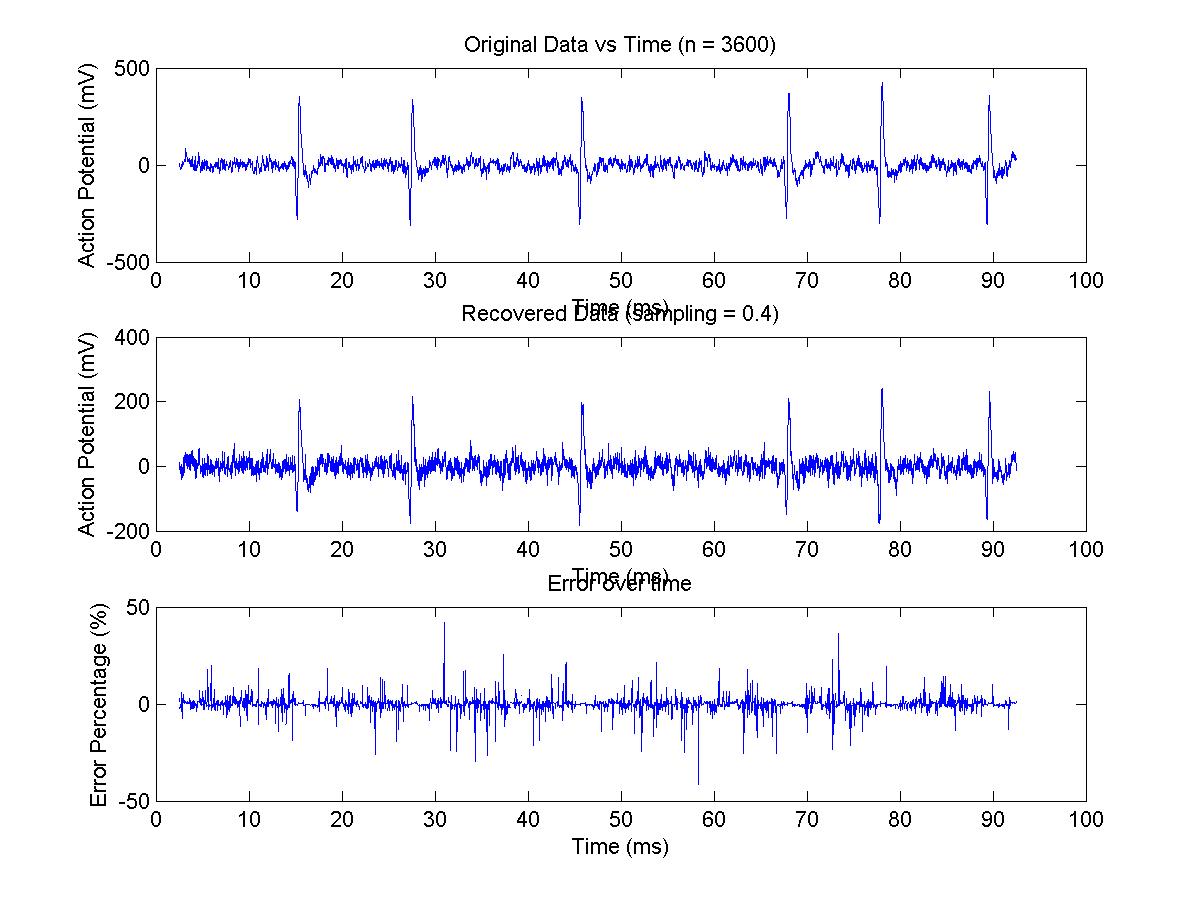 Original Data vs Time (n = 3600)
Action Potential (mV)
500
0
-500
0 10 20 30 40 50 60 70 80 90 100
Time (ms)
Recovered Data (sampling = 0.4)
Action Potential (mV)
400
200
0
-200
0 10 20 30 40 50 60 70 80 90 100
Time (ms)
Error over time
Error Percentage (%)
50
0
-50
0 10 20 30 40 50 60 70 80 90 100
Time (ms)